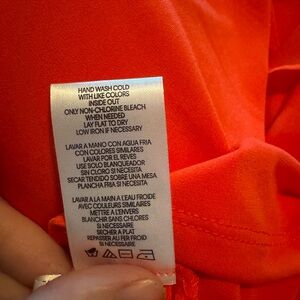 HAND WASH COLD
WITH LIKE COLORS
INSIDE OUT
ONLY NON-CHLORINE BLEACH
WHEN NEEDED
LAY FLAT TO DRY
LOW IRON IF NECESSARY
LAVAR A MANO CON AGUA FRIA
CON COLORES SIMILARES
LAVAR POR EL REVES
USE SOLO BLANQUEADOR
SIN CLORO SI NECESITA
SECAR TENDIDO SOBRE UNA MESA
PLANCHA FRIA SI NECESITA
LAVAR A LA MAIN A L'EAU FROIDE
AVEC COULEURS SIMILAIRES
METTRE A L'ENVERS
BLANCHIR SANS CHLORES
SI NECESSAIRE
SECHER A PLAT
REPASSER AU FER FROID
SI NECESSAIRE